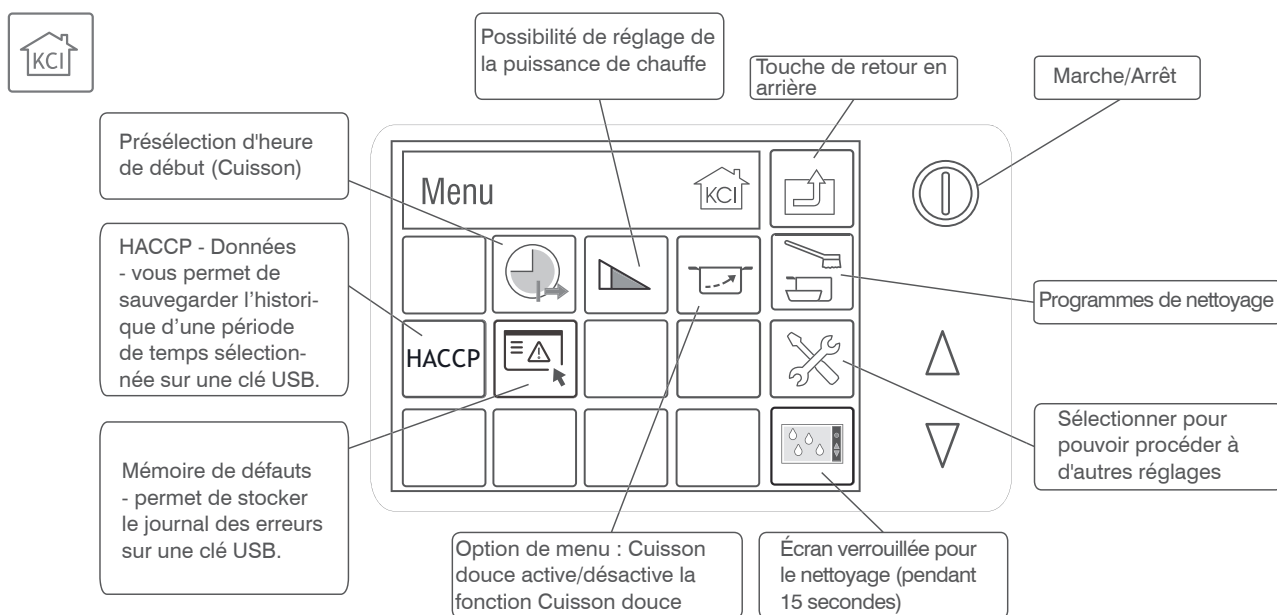 KCI
Possibilité de réglage de
la puissance de chauffe
Touche de retour en
arrière
Marche/Arrêt
Présélection d'heure
de début (Cuisson)
Menu
KCI
HACCP - Données
- vous permet de
sauvegarder l’histori-
que d’une période
de temps sélection-
née sur une clé USB.
Programmes de nettoyage
HACCP
Mémoire de défauts
- permet de stocker
le journal des erreurs
sur une clé USB.
Sélectionner pour
pouvoir procéder à
d'autres réglages
Option de menu : Cuisson
douce active/désactive la
fonction Cuisson douce
Écran verrouillée pour
le nettoyage (pendant
15 secondes)